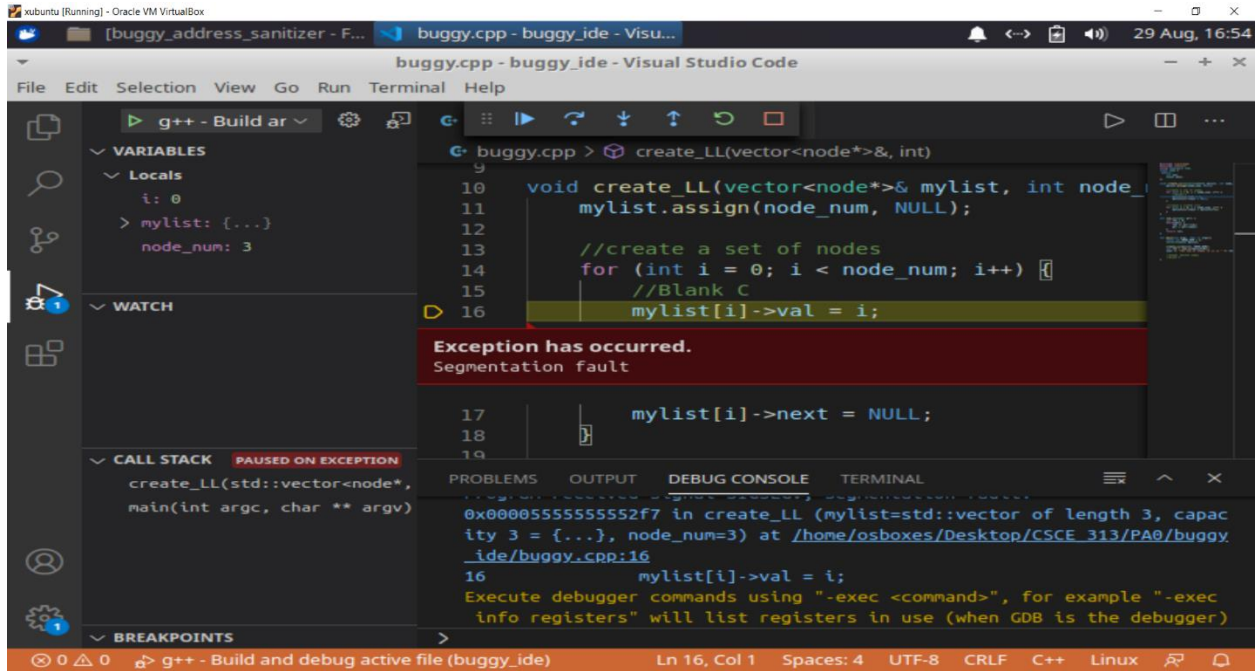 xubuntu [Running] - Oracle VM VirtualBox
[buggy_address_sanitizer - F... buggy.cpp - buggy_ide - Visu... 29 Aug, 16:54
buggy.cpp - buggy_ide - Visual Studio Code
File Edit Selection View Go Run Terminal Help
g++ - Build ar
VARIABLES
Locals
i: 0
mylist: {...}
node_num: 3
WATCH
CALL STACK PAUSED ON EXCEPTION
create_LL(std::vector<node*,
main(int argc, char ** argv)
BREAKPOINTS
buggy.cpp > create_LL(vector<node*>&, int)
9
10 void create_LL(vector<node*>& mylist, int node_
11 mylist.assign(node_num, NULL);
12
13 //create a set of nodes
14 for (int i = 0; i < node_num; i++) {
15 //Blank C
16 mylist[i]->val = i;
Exception has occurred.
Segmentation fault
17 mylist[i]->next = NULL;
18 }
19
PROBLEMS OUTPUT DEBUG CONSOLE TERMINAL
0x00005555555552f7 in create_LL (mylist=std::vector of length 3, capac
ity 3 = {...}, node_num=3) at /home/osboxes/Desktop/CSCE_313/PA0/buggy
_ide/buggy.cpp:16
16 mylist[i]->val = i;
Execute debugger commands using "-exec <command>", for example "-exec
info registers" will list registers in use (when GDB is the debugger)
>
0 0 g++ - Build and debug active file (buggy_ide) Ln 16, Col 1 Spaces: 4 UTF-8 CRLF C++ Linux